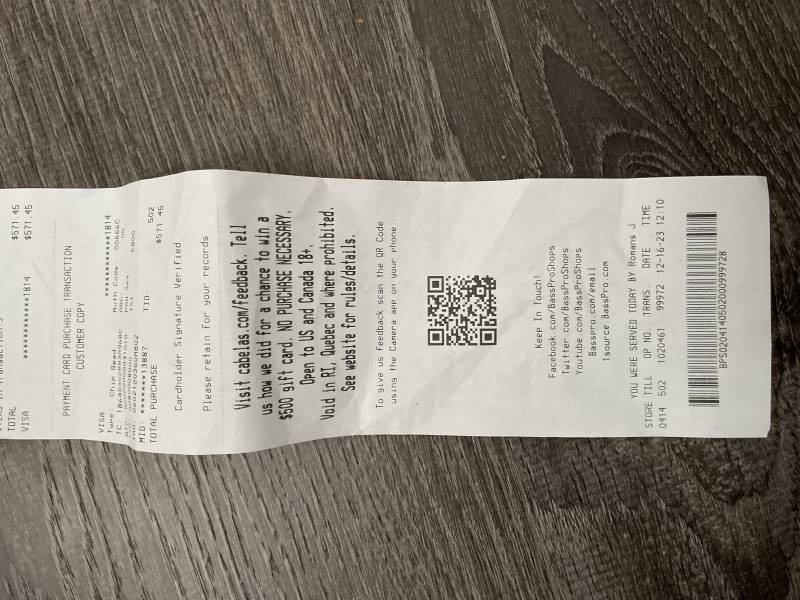 TOTAL $571.45
VISA ************1814 $571.45
PAYMENT CARD PURCHASE TRANSACTION
CUSTOMER COPY
VISA ************1814
Type: Chip Read Auth Code: 00666C
MID: *******13887 TID: 502
TOTAL PURCHASE $571.45
Cardholder Signature Verified
Please retain for your records
Visit cabelas.com/feedback. Tell
us how we did for a chance to win a
$500 gift card. NO PURCHASE NECESSARY.
Open to US and Canada 18+.
Void in RI, Quebec and where prohibited.
See website for rules/details.
To give us feedback scan the QR Code
using the Camera app on your phone.
Keep In Touch!
Facebook.com/BassProShops
Twitter.com/BassProShops
Youtube.com/BassProShops
Basspro.com/email
1source.BassPro.com
YOU WERE SERVED TODAY BY Romans J
STORE TILL OP NO. TRANS. DATE TIME
0414 502 1020461 99972 12-16-23 12:10
BPS0204140502000999728